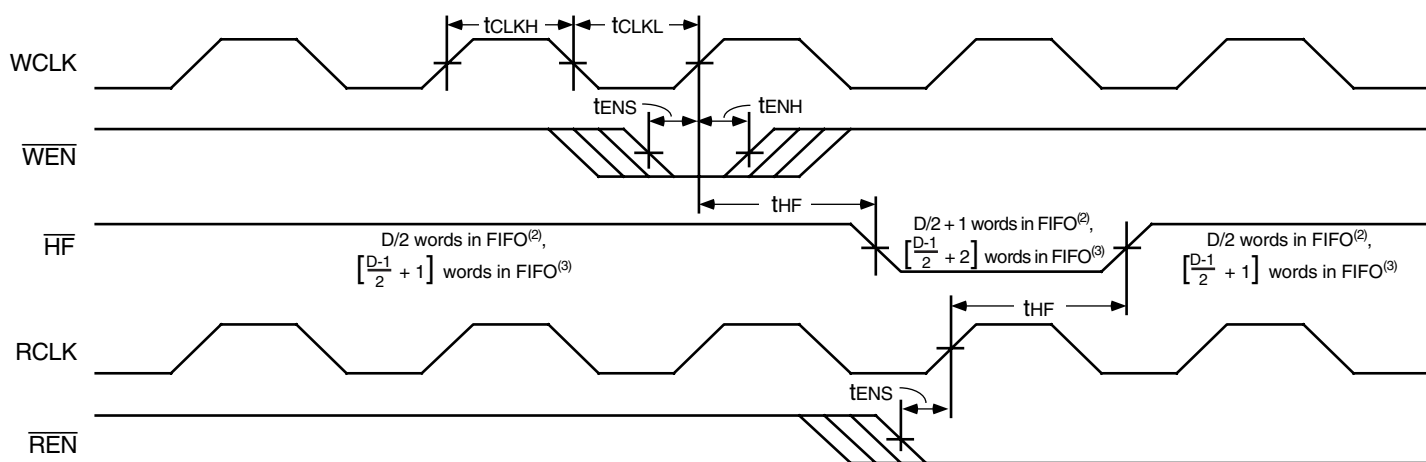 tCLKH
tCLKL
WCLK
tENS
tENH
WEN
tHF
HF
D/2 words in FIFO(2),
[D-1/2 + 1] words in FIFO(3)
D/2 + 1 words in FIFO(2),
[D-1/2 + 2] words in FIFO(3)
D/2 words in FIFO(2),
[D-1/2 + 1] words in FIFO(3)
tHF
RCLK
tENS
REN